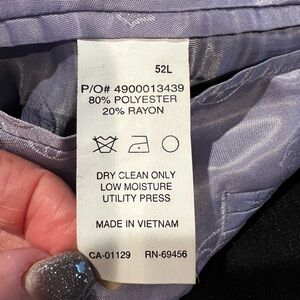 52L
P/O# 4900013439
80% POLYESTER
20% RAYON
DRY CLEAN ONLY
LOW MOISTURE
UTILITY PRESS
MADE IN VIETNAM
CA-01129 RN-69456